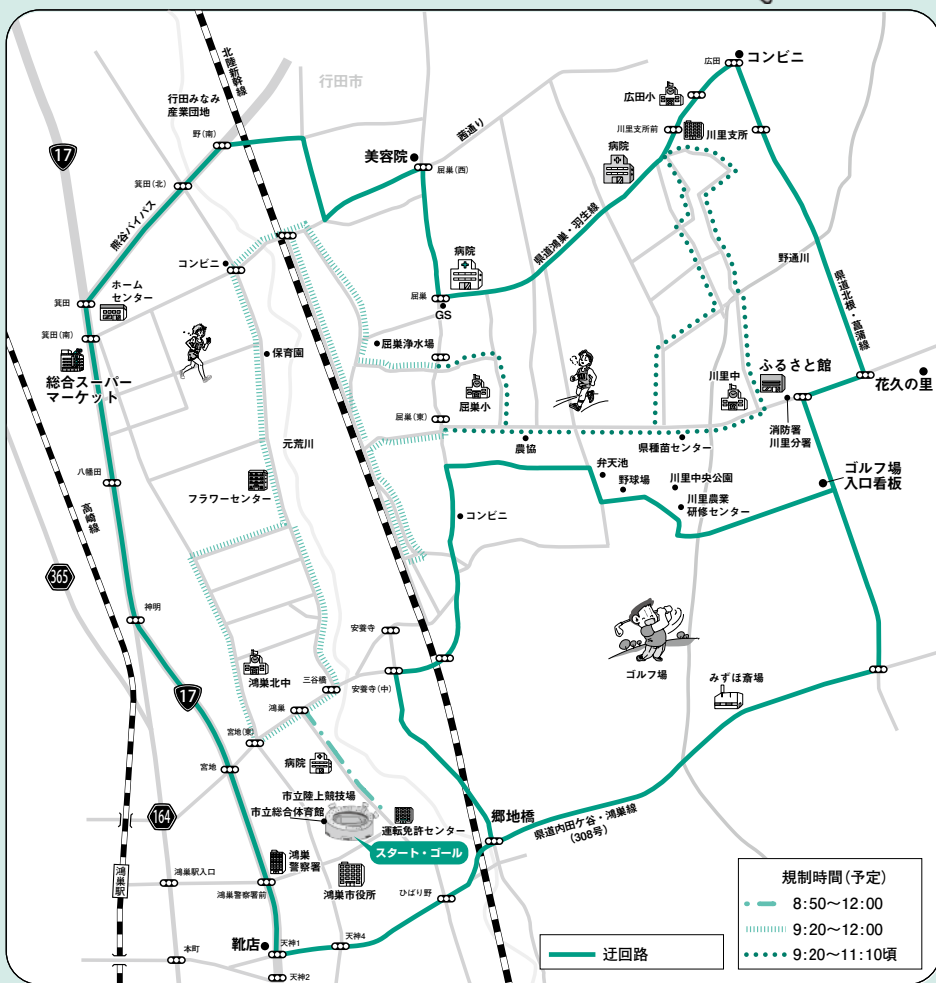 北陸新幹線
行田市
広田
コンビニ
行田みなみ
産業団地
茜通り
広田小
17
野(南)
川里支所前
川里支所
美容院
屈巣(西)
病院
箕田(北)
熊谷バイパス
県道鴻巣・羽生線
コンビニ
病院
野通川
県道北根・菖蒲線
ホーム
センター
箕田
屈巣
GS
箕田(南)
保育園
屈巣浄水場
総合スーパー
マーケット
川里中
ふるさと館
花久の里
屈巣小
屈巣(東)
消防署
川里分署
元荒川
農協
県種苗センター
八幡田
フラワーセンター
弁天池
野球場
川里中央公園
川里農業
研修センター
ゴルフ場
入口看板
高崎線
コンビニ
365
神明
安養寺
鴻巣北中
三谷橋
安養寺(中)
ゴルフ場
みずほ斎場
17
鴻巣
宮地(東)
宮地
病院
市立陸上競技場
市立総合体育館
運転免許センター
郷地橋
県道内田ケ谷・鴻巣線
(308号)
164
スタート・ゴール
鴻巣
警察署
鴻巣駅
鴻巣駅入口
鴻巣警察署前
鴻巣市役所
ひばり野
靴店
天神1
天神4
本町
天神2
迂回路
規制時間(予定)
8:50〜12:00
9:20〜12:00
9:20〜11:10頃